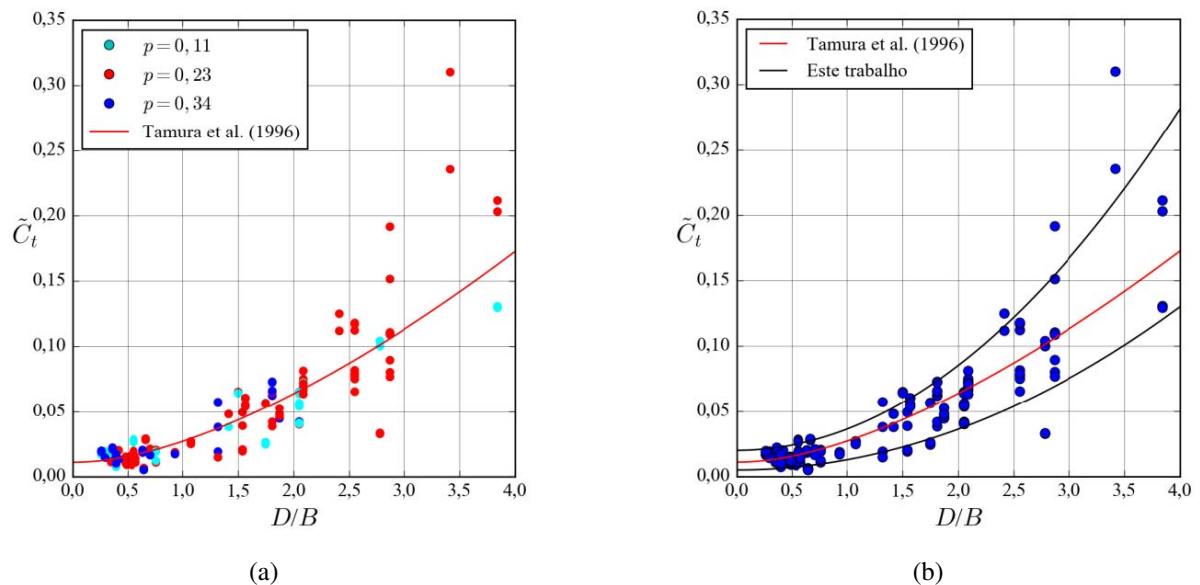 0,35
0,30
0,25
0,20
0,15
0,10
0,05
0,00
C̃t
p = 0, 11
p = 0, 23
p = 0, 34
Tamura et al. (1996)
0,0 0,5 1,0 1,5 2,0 2,5 3,0 3,5 4,0
D/B
(a)
0,35
0,30
0,25
0,20
0,15
0,10
0,05
0,00
C̃t
Tamura et al. (1996)
Este trabalho
0,0 0,5 1,0 1,5 2,0 2,5 3,0 3,5 4,0
D/B
(b)